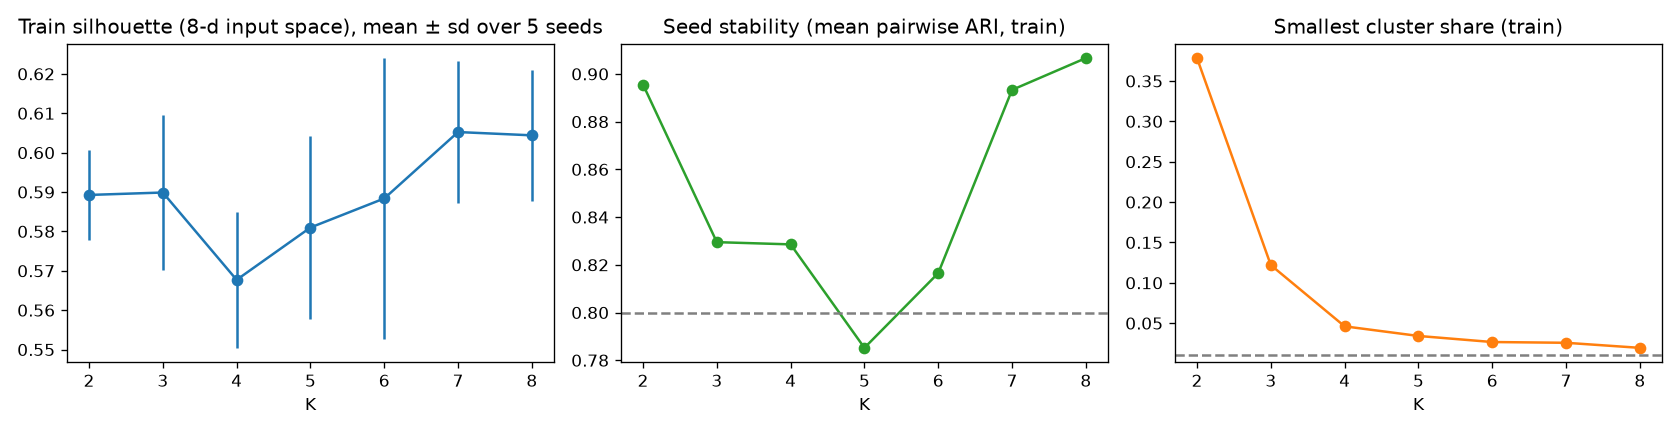 Train silhouette (8-d input space), mean ± sd over 5 seeds
0.62
0.61
0.60
0.59
0.58
0.57
0.56
0.55
2 3 4 5 6 7 8
K
Seed stability (mean pairwise ARI, train)
0.90
0.88
0.86
0.84
0.82
0.80
0.78
2 3 4 5 6 7 8
K
Smallest cluster share (train)
0.35
0.30
0.25
0.20
0.15
0.10
0.05
2 3 4 5 6 7 8
K